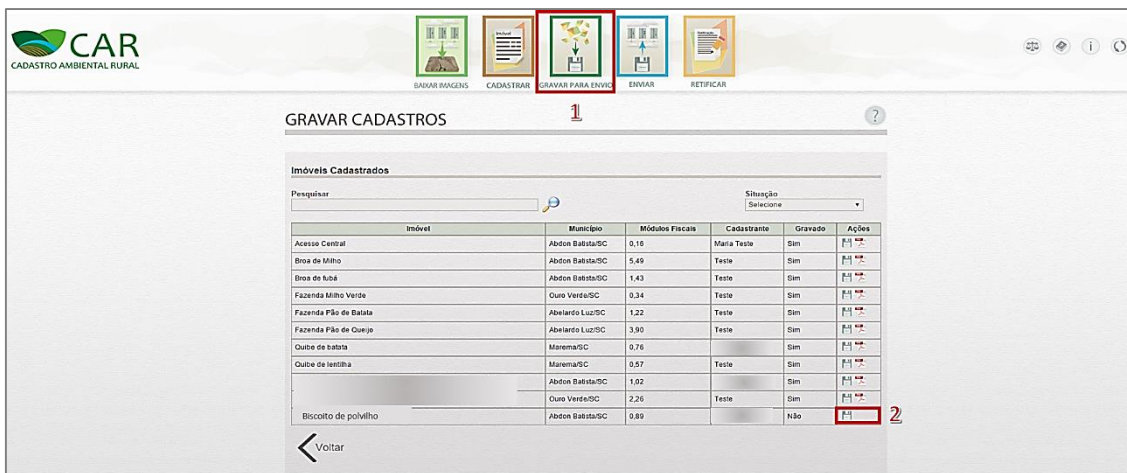 CAR
CADASTRO AMBIENTAL RURAL
BAIXAR IMAGENS CADASTRAR GRAVAR PARA ENVIO ENVIAR RETIFICAR
1
GRAVAR CADASTROS ?
Imóveis Cadastrados
Pesquisar Situação
Selecione
Imóvel Município Módulos Fiscais Cadastrante Gravado Ações
Acesso Central Abdon Batista/SC 0,16 Maria Teste Sim
Broa de Milho Abdon Batista/SC 5,49 Teste Sim
Broa de fubá Abdon Batista/SC 1,43 Teste Sim
Fazenda Milho Verde Ouro Verde/SC 0,34 Teste Sim
Fazenda Pão de Batata Abelardo Luz/SC 1,22 Teste Sim
Fazenda Pão de Queijo Abelardo Luz/SC 3,90 Teste Sim
Quibe de batata Marema/SC 0,76 Sim
Quibe de lentilha Marema/SC 0,57 Teste Sim
Abdon Batista/SC 1,02 Sim
Ouro Verde/SC 2,26 Teste Sim
Biscoito de polvilho Abdon Batista/SC 0,89 Não 2
Voltar